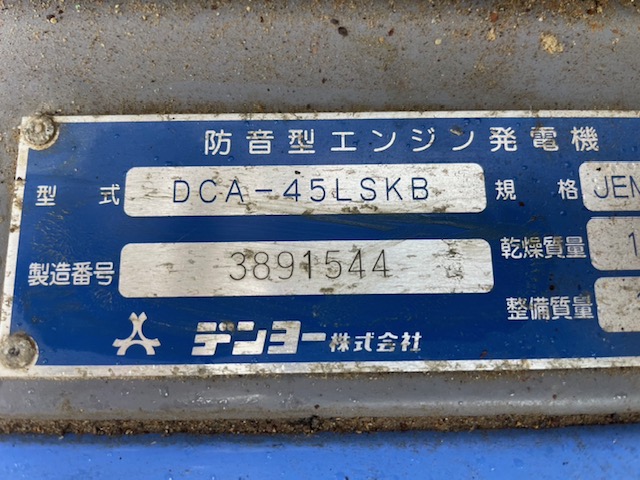 防音型エンジン発電機
型式 DCA-45LSKB 規格 JEM
製造番号 3891544 乾燥質量 1
整備質量
デンヨー株式会社